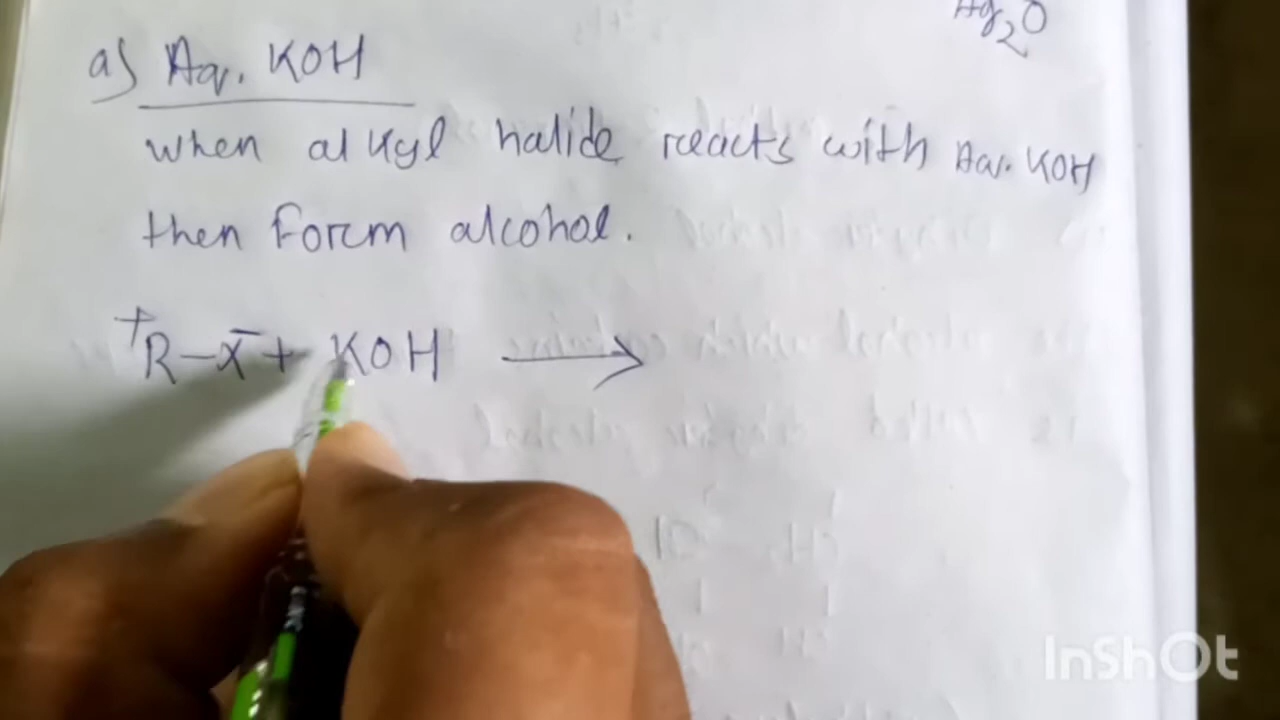 Ag2O
a) Aq. KOH
when alkyl halide reacts with Aq. KOH
then form alcohol.
+R-X̄ + KOH →
InShOt